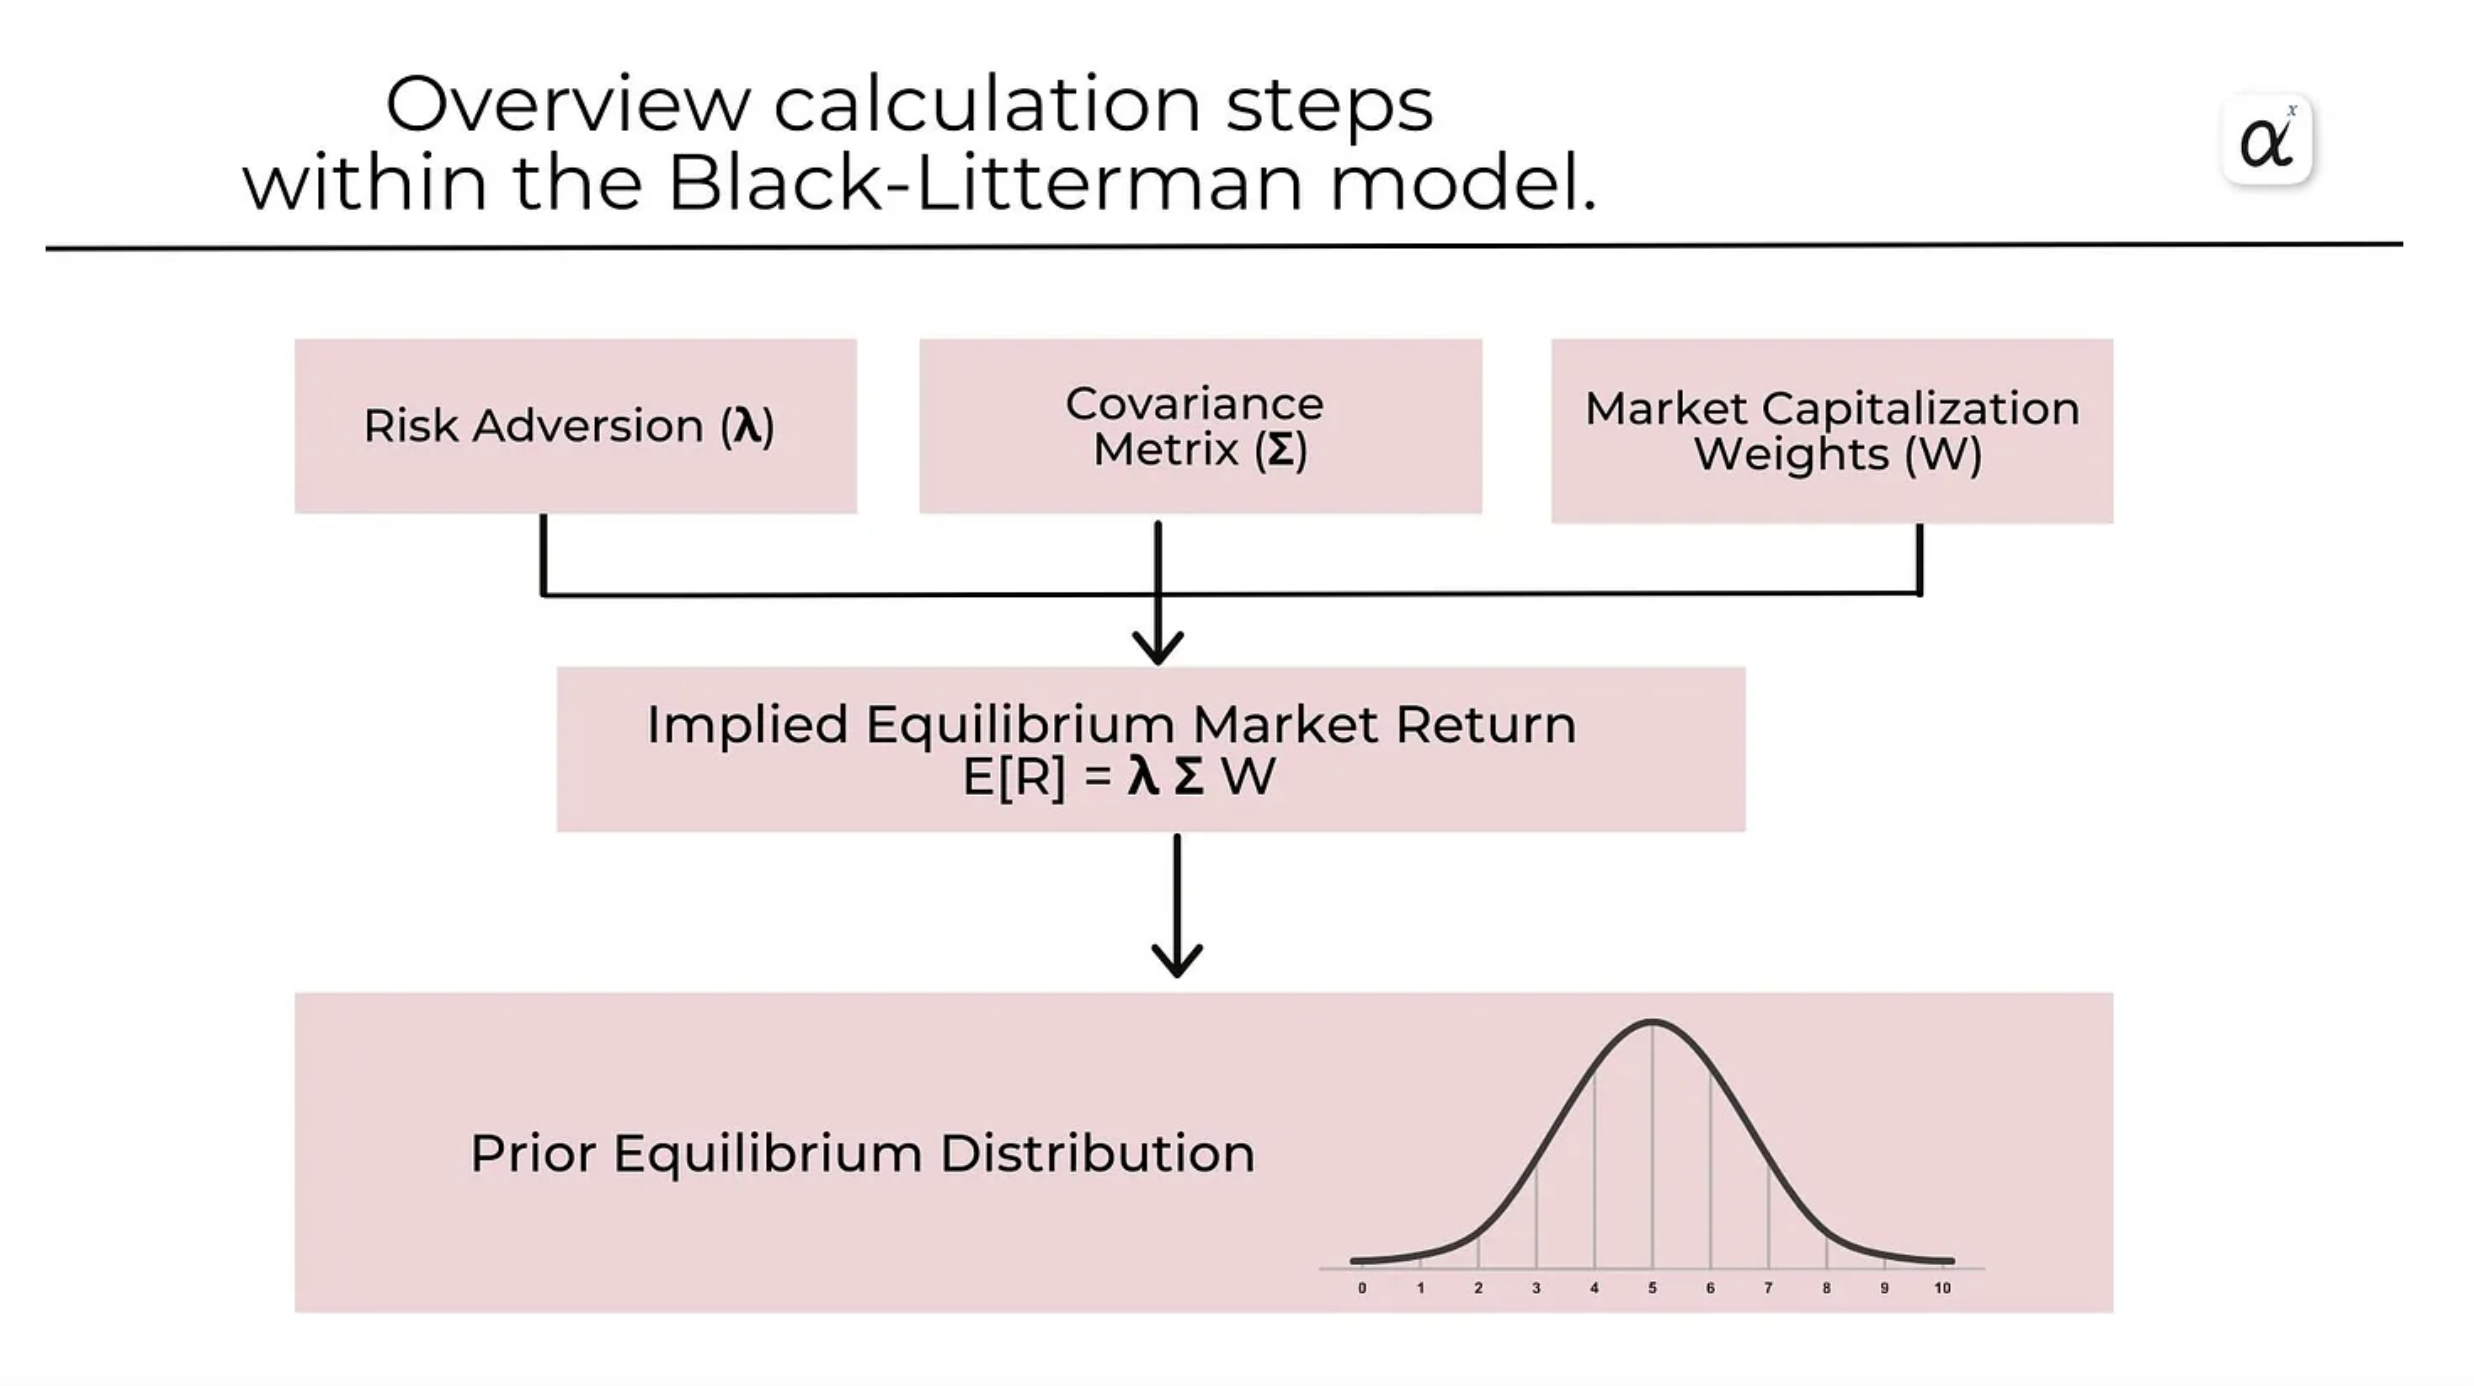 Overview calculation steps
within the Black-Litterman model.
α x
Risk Adversion (λ)
Covariance
Metrix (Σ)
Market Capitalization
Weights (W)
Implied Equilibrium Market Return
E[R] = λ Σ W
Prior Equilibrium Distribution
0 1 2 3 4 5 6 7 8 9 10